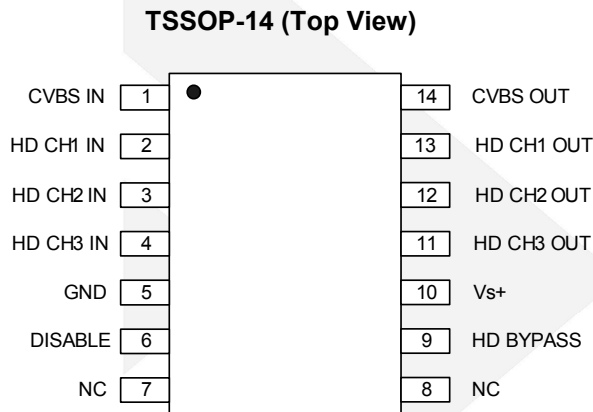 TSSOP-14 (Top View)
CVBS IN 1 14 CVBS OUT
HD CH1 IN 2 13 HD CH1 OUT
HD CH2 IN 3 12 HD CH2 OUT
HD CH3 IN 4 11 HD CH3 OUT
GND 5 10 Vs+
DISABLE 6 9 HD BYPASS
NC 7 8 NC